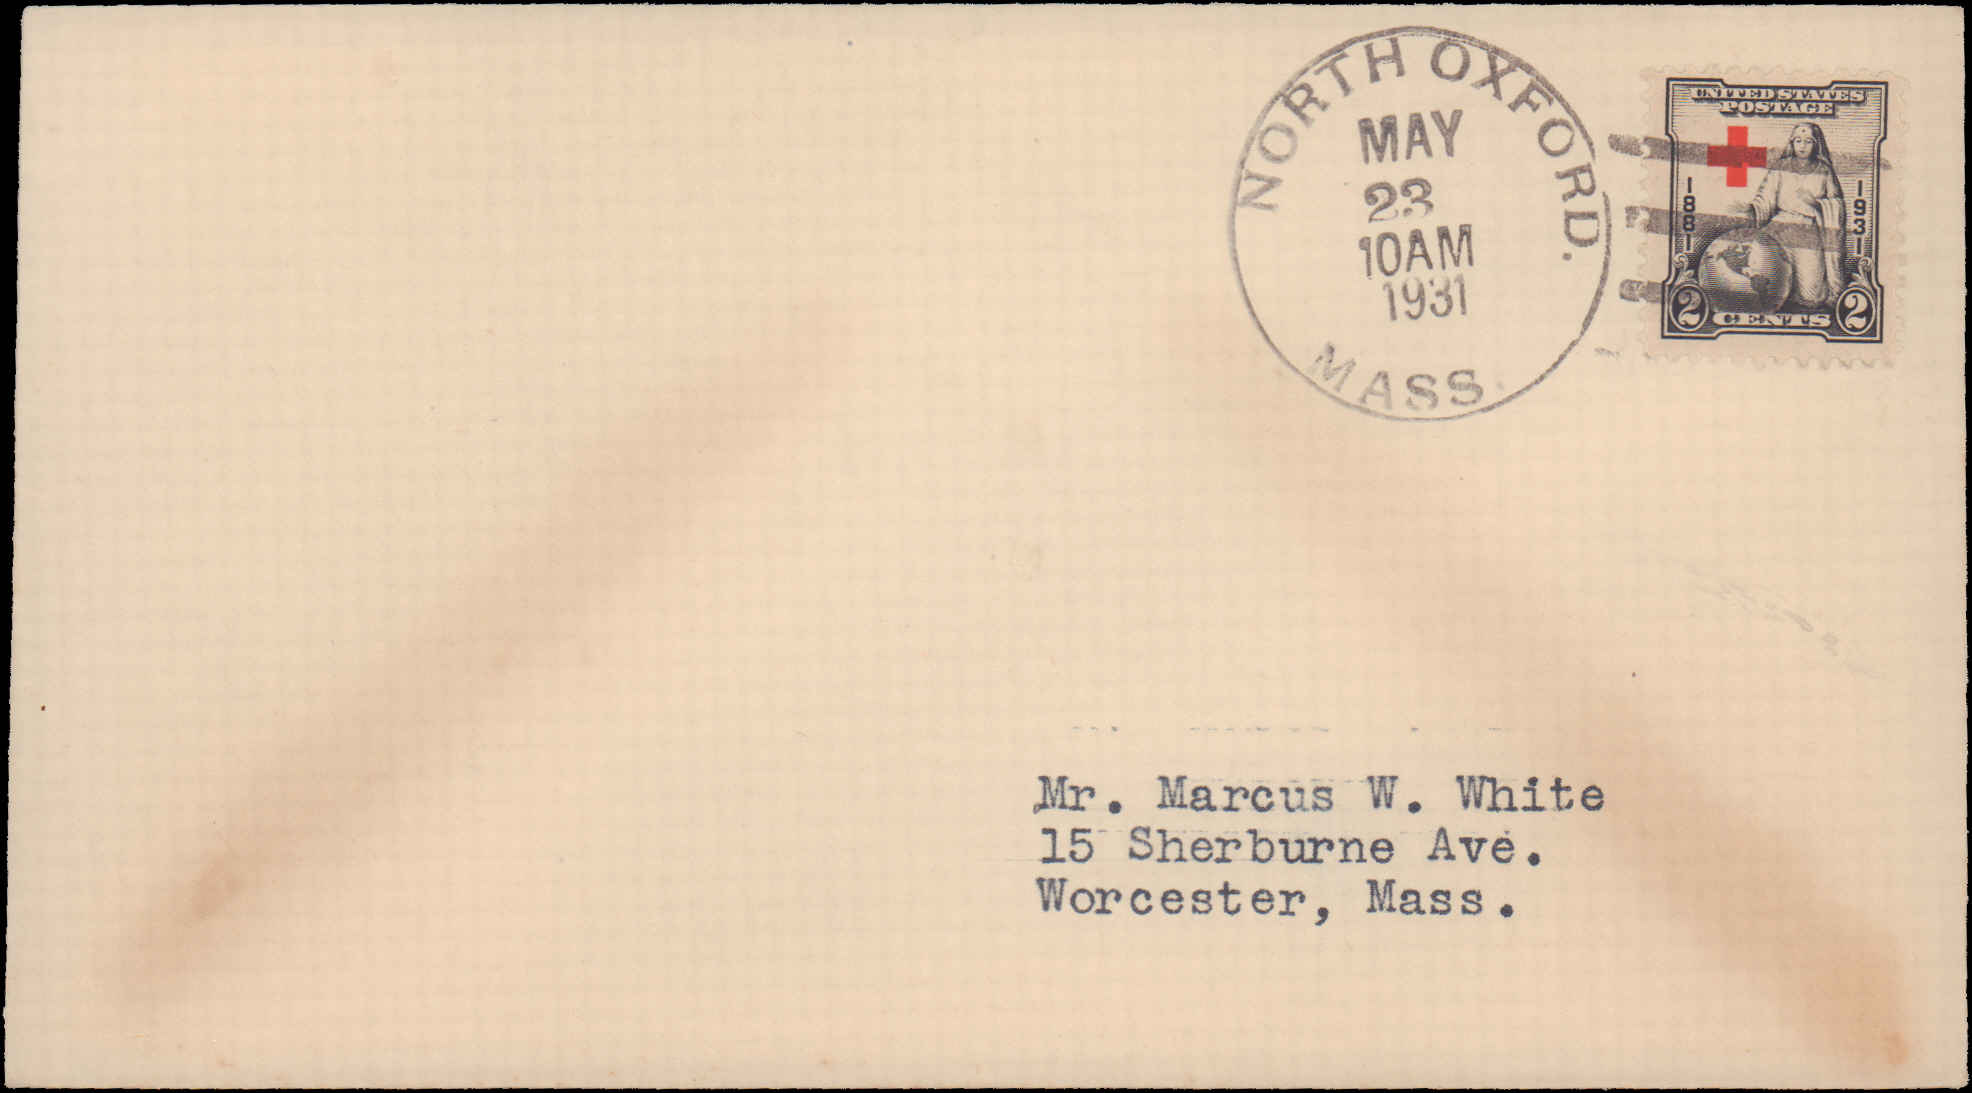 NORTH OXFORD.
MAY
23
10AM
1931
MASS.
UNITED STATES
POSTAGE
1881
1931
2 CENTS 2
Mr. Marcus W. White
15 Sherburne Ave.
Worcester, Mass.